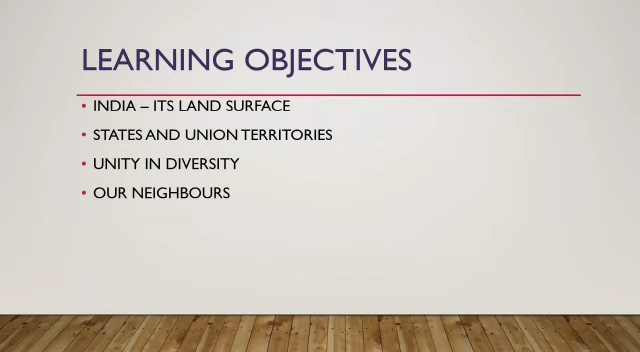 LEARNING OBJECTIVES
• INDIA – ITS LAND SURFACE
• STATES AND UNION TERRITORIES
• UNITY IN DIVERSITY
• OUR NEIGHBOURS